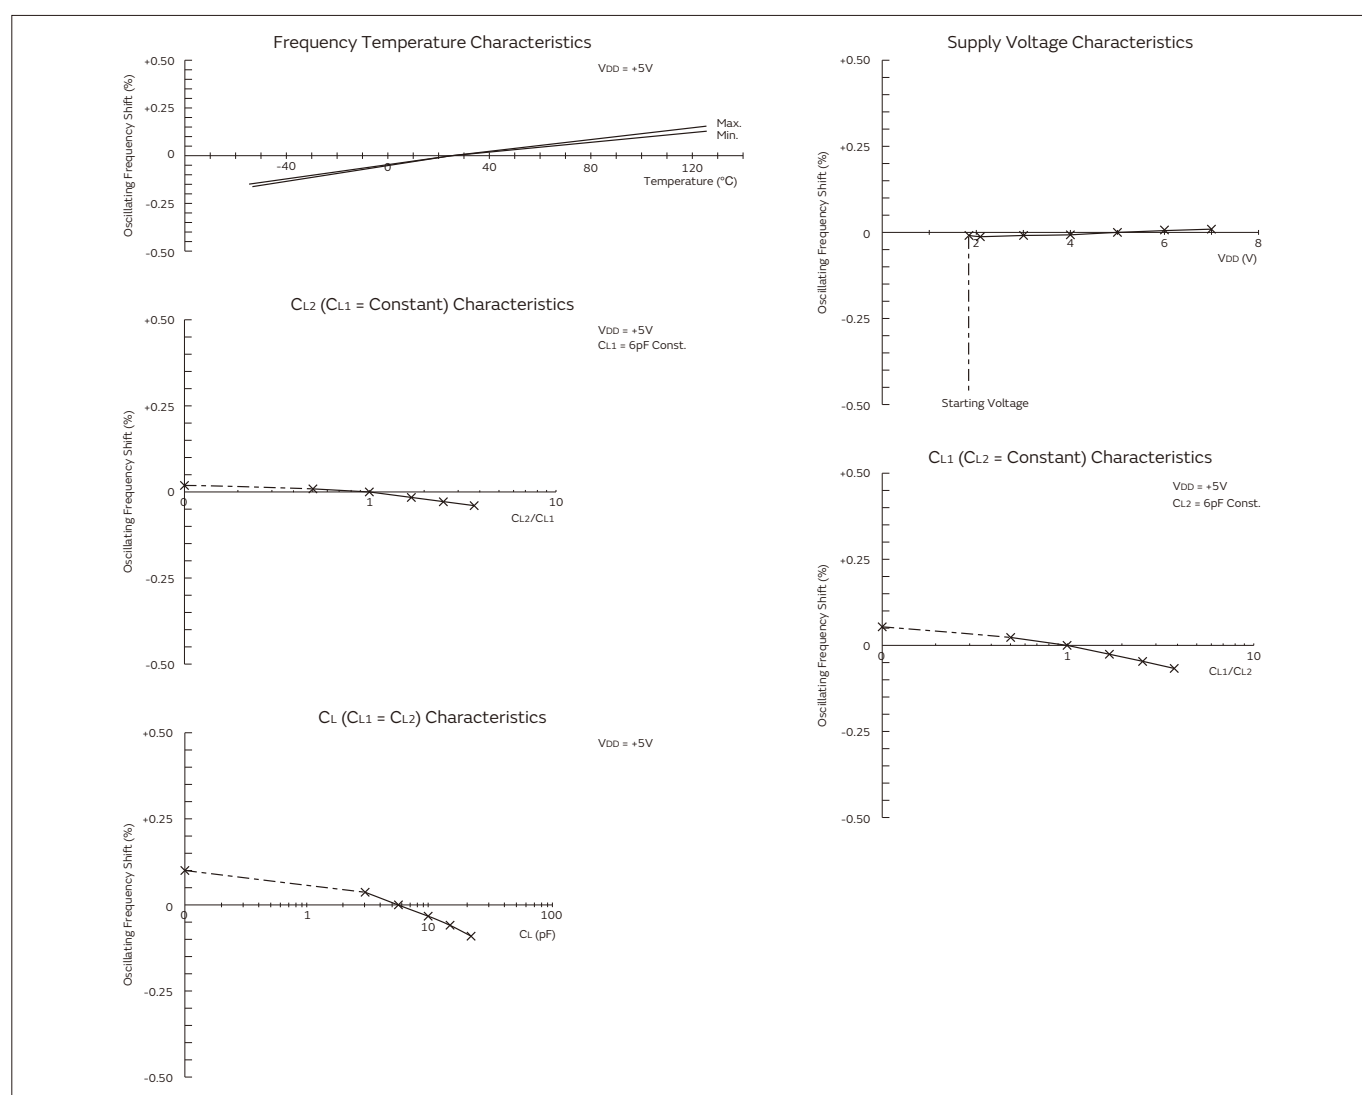 Frequency Temperature Characteristics
VDD = +5V
Oscillating Frequency Shift (%)
+0.50
+0.25
0
-0.25
-0.50
-40
0
40
80
120
Temperature (°C)
Max.
Min.
Supply Voltage Characteristics
Oscillating Frequency Shift (%)
+0.50
+0.25
0
-0.25
-0.50
2
4
6
8
VDD (V)
Starting Voltage
CL2 (CL1 = Constant) Characteristics
VDD = +5V
CL1 = 6pF Const.
Oscillating Frequency Shift (%)
+0.50
+0.25
0
-0.25
-0.50
0
1
10
CL2/CL1
CL1 (CL2 = Constant) Characteristics
VDD = +5V
CL2 = 6pF Const.
Oscillating Frequency Shift (%)
+0.50
+0.25
0
-0.25
-0.50
0
1
10
CL1/CL2
CL (CL1 = CL2) Characteristics
VDD = +5V
Oscillating Frequency Shift (%)
+0.50
+0.25
0
-0.25
-0.50
0
1
10
100
CL (pF)